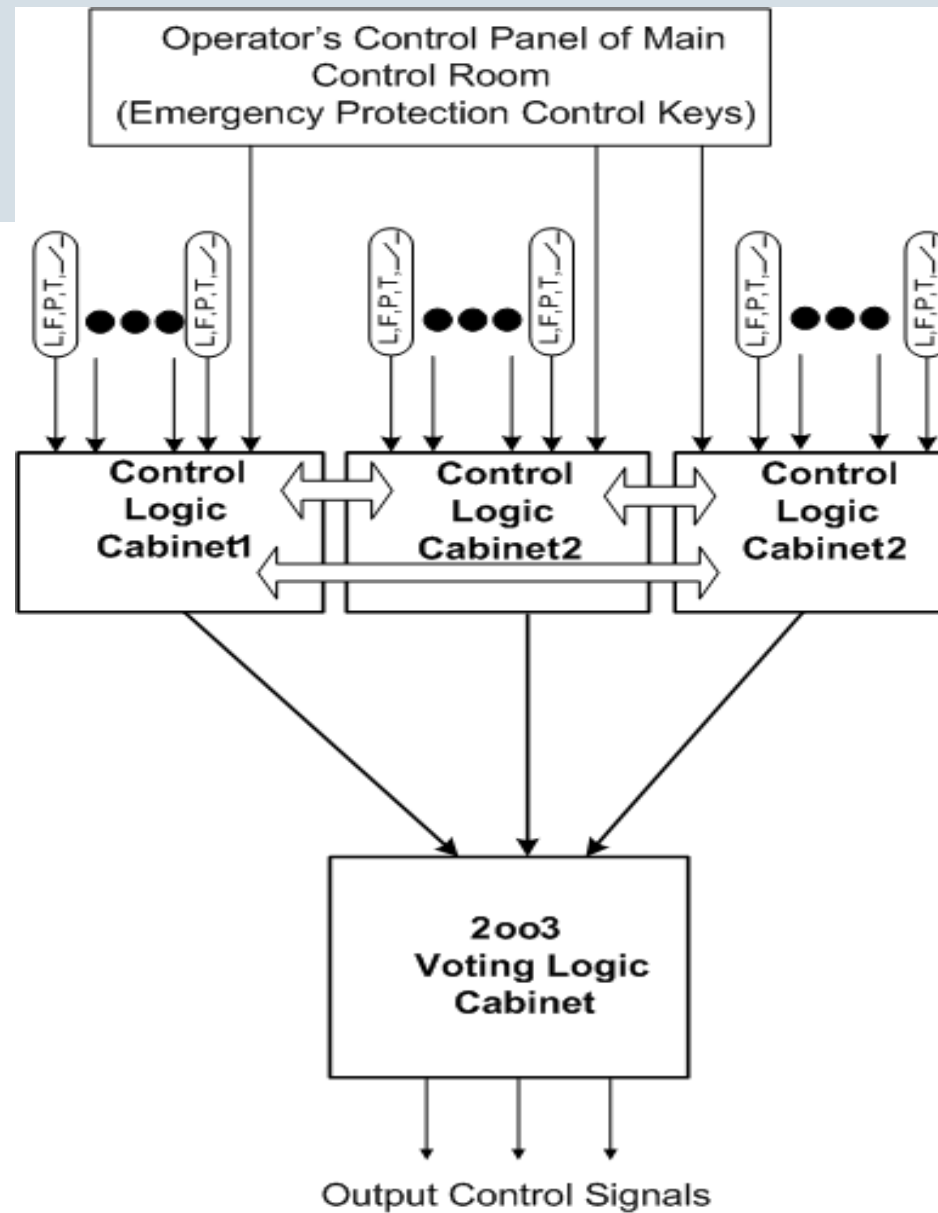 Operator's Control Panel of Main
Control Room
(Emergency Protection Control Keys)
L,F,P,T,
L,F,P,T,
L,F,P,T,
L,F,P,T,
L,F,P,T,
L,F,P,T,
Control
Logic
Cabinet1
Control
Logic
Cabinet2
Control
Logic
Cabinet2
2oo3
Voting Logic
Cabinet
Output Control Signals